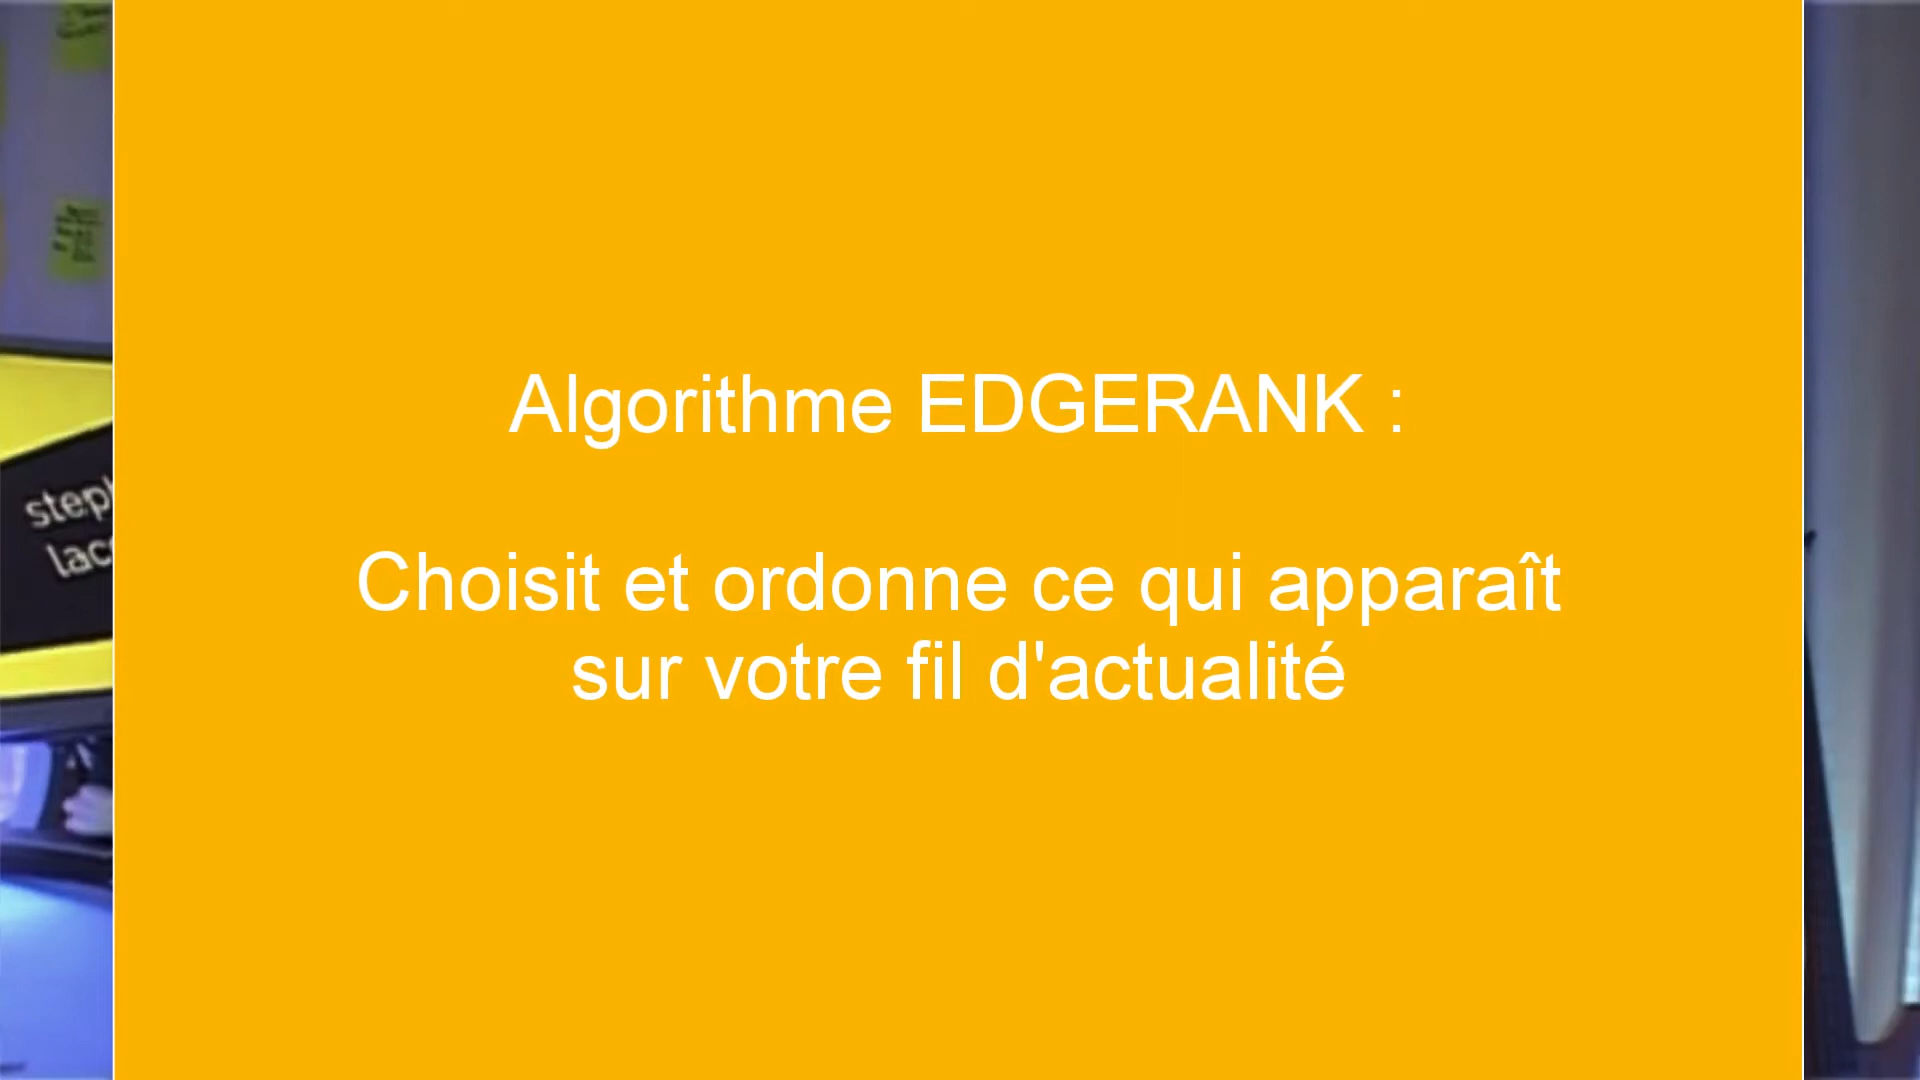 Algorithme EDGERANK :
Choisit et ordonne ce qui apparaît
sur votre fil d'actualité